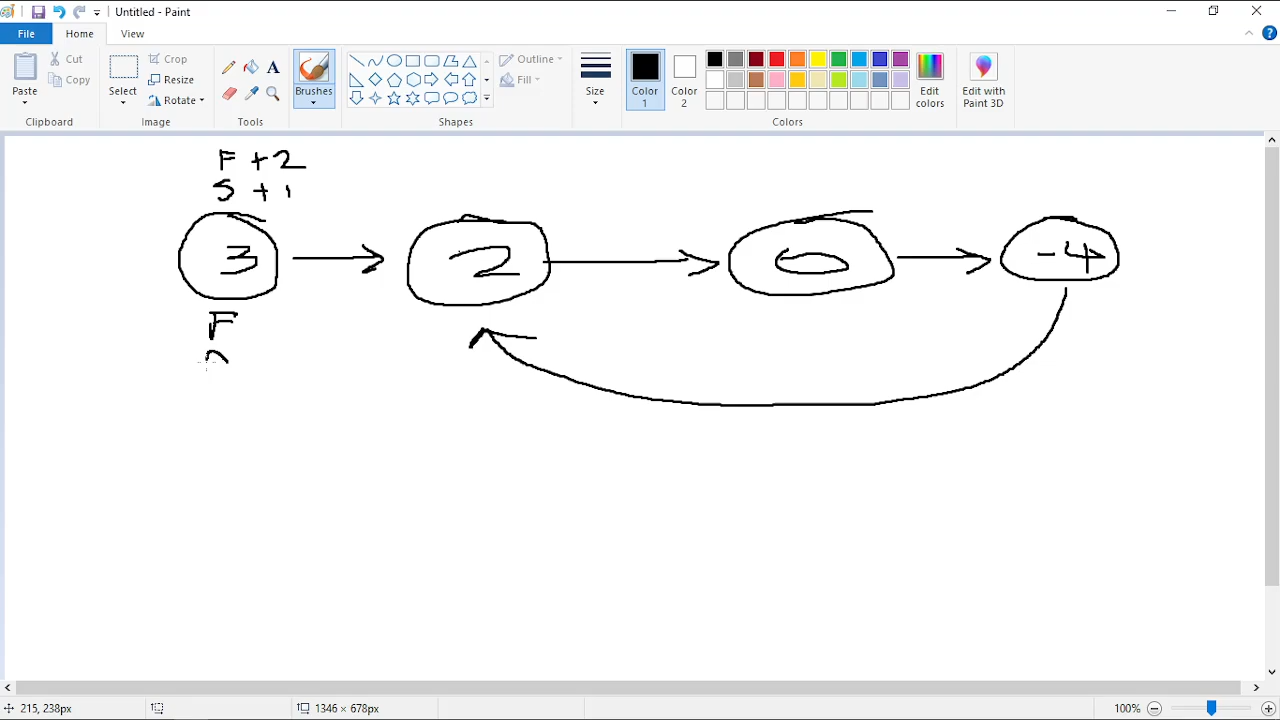 Untitled - Paint
File Home View
Paste
Cut
Copy
Clipboard
Select
Crop
Resize
Rotate
Image
A
Tools
Brushes
Shapes
Outline
Fill
Size
Color 1
Color 2
Colors
Edit colors
Edit with Paint 3D
F +2
S + 1
3 2 0 -4
F
215, 238px
1346 × 678px
100%